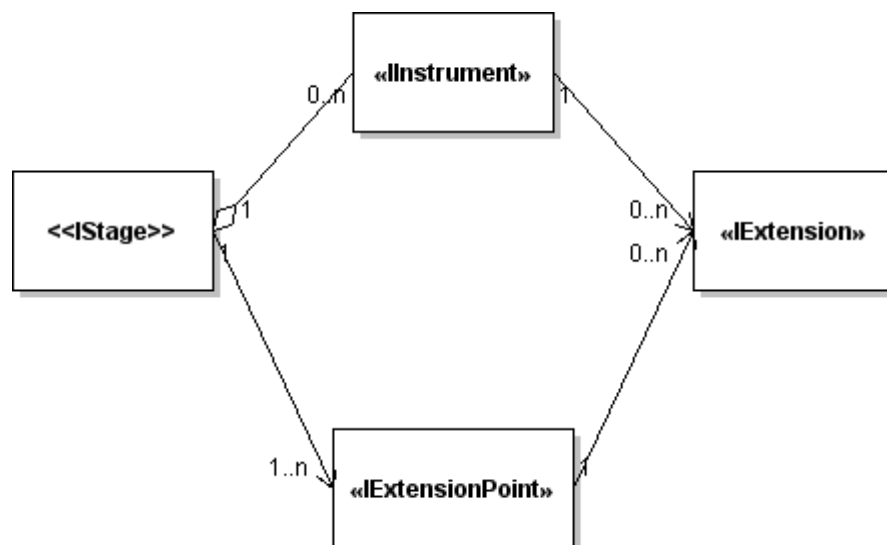 «IInstrument»
0..n
1
<<IStage>>
1
1
0..n
0..n
«IExtension»
1..n
«IExtensionPoint»
1